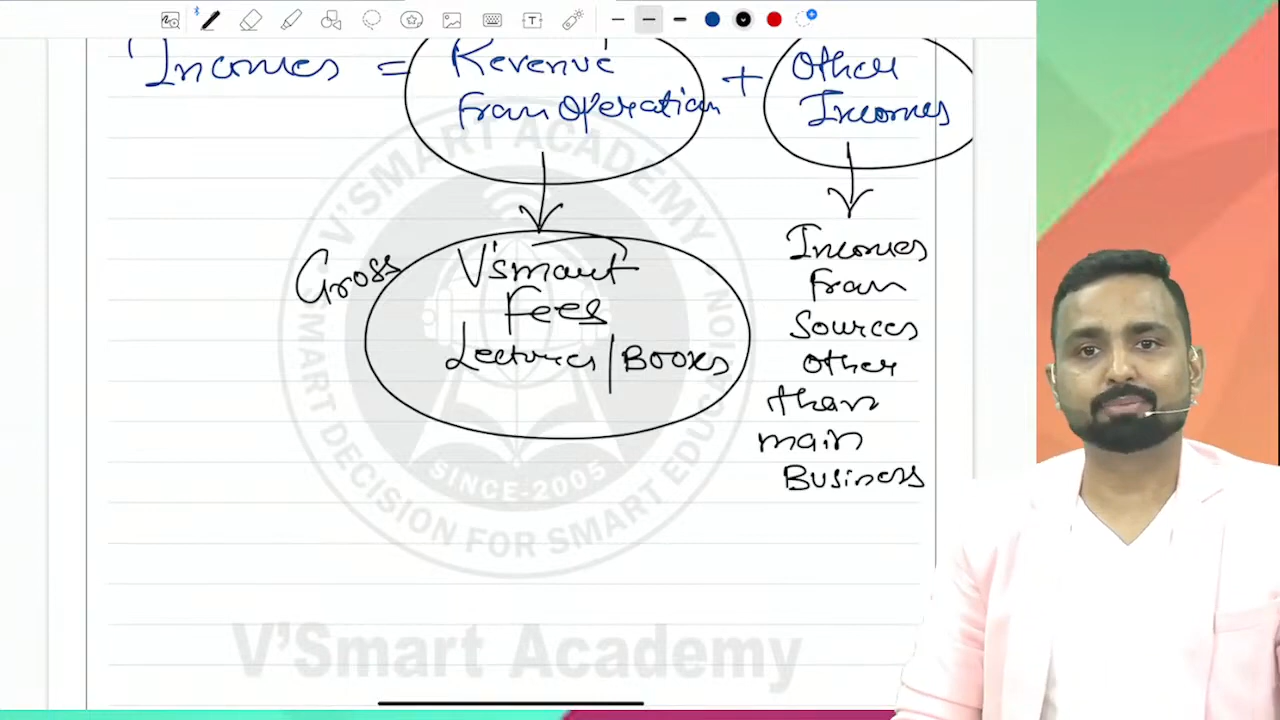 Incomes = Revenue from operation + Other Incomes
Gross
V'smart
Fees
Lectures | Books
Incomes
From
Sources
other
than
main
Business
V'SMART ACADEMY
SMART DECISION FOR SMART EDUCATION
SINCE-2005
V'Smart Academy